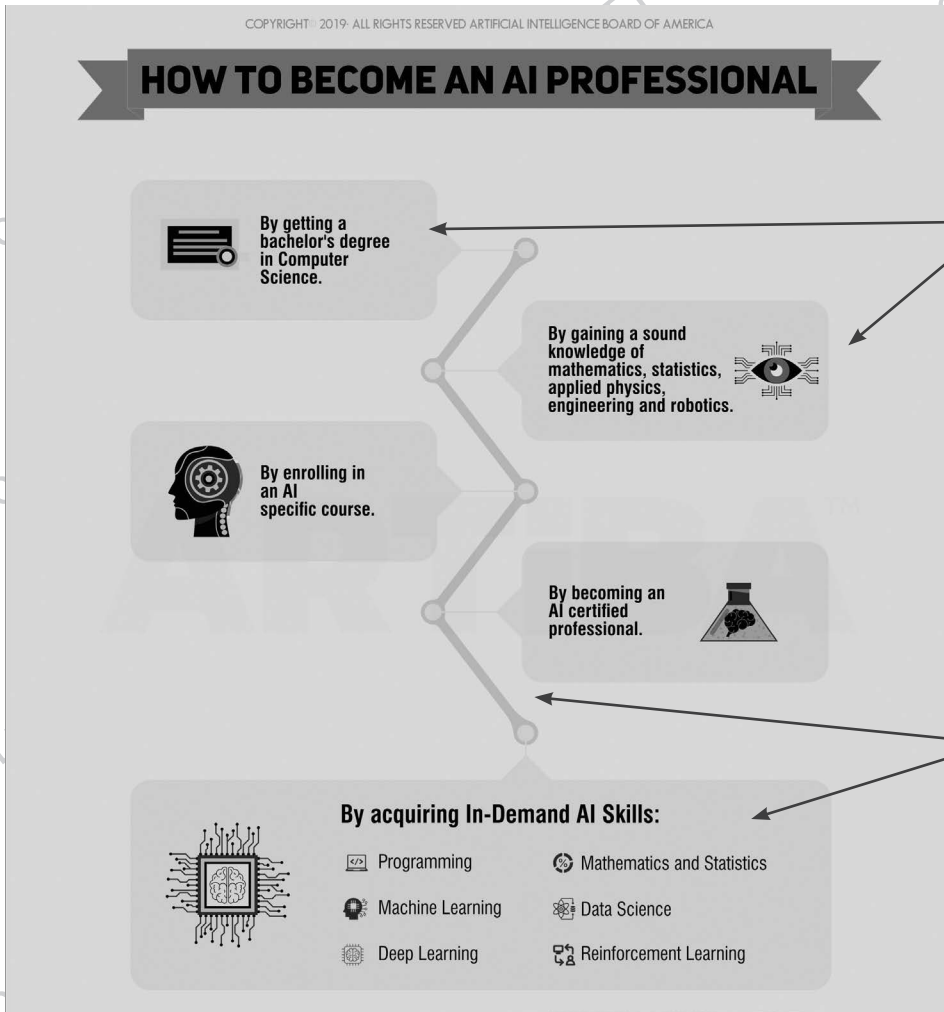 COPYRIGHT© 2019· ALL RIGHTS RESERVED ARTIFICIAL INTELLIGENCE BOARD OF AMERICA
HOW TO BECOME AN AI PROFESSIONAL
By getting a
bachelor's degree
in Computer
Science.
By gaining a sound
knowledge of
mathematics, statistics,
applied physics,
engineering and robotics.
By enrolling in
an AI
specific course.
ARTIBA™
By becoming an
AI certified
professional.
By acquiring In-Demand AI Skills:
Programming
Mathematics and Statistics
Machine Learning
Data Science
Deep Learning
Reinforcement Learning